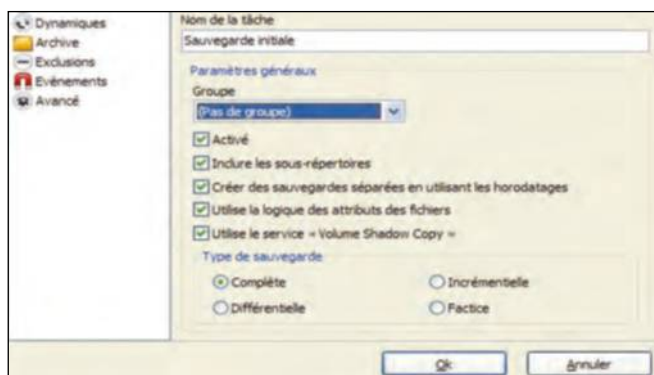 Dynamiques
Archive
Exclusions
Evénements
Avancé
Nom de la tâche
Sauvegarde initiale
Paramètres généraux
Groupe
(Pas de groupe)
Activé
Inclure les sous-répertoires
Créer des sauvegardes séparées en utilisant les horodatages
Utilise la logique des attributs des fichiers
Utilise le service « Volume Shadow Copy »
Type de sauvegarde
Complète
Incrémentielle
Différentielle
Factice
Ok
Annuler